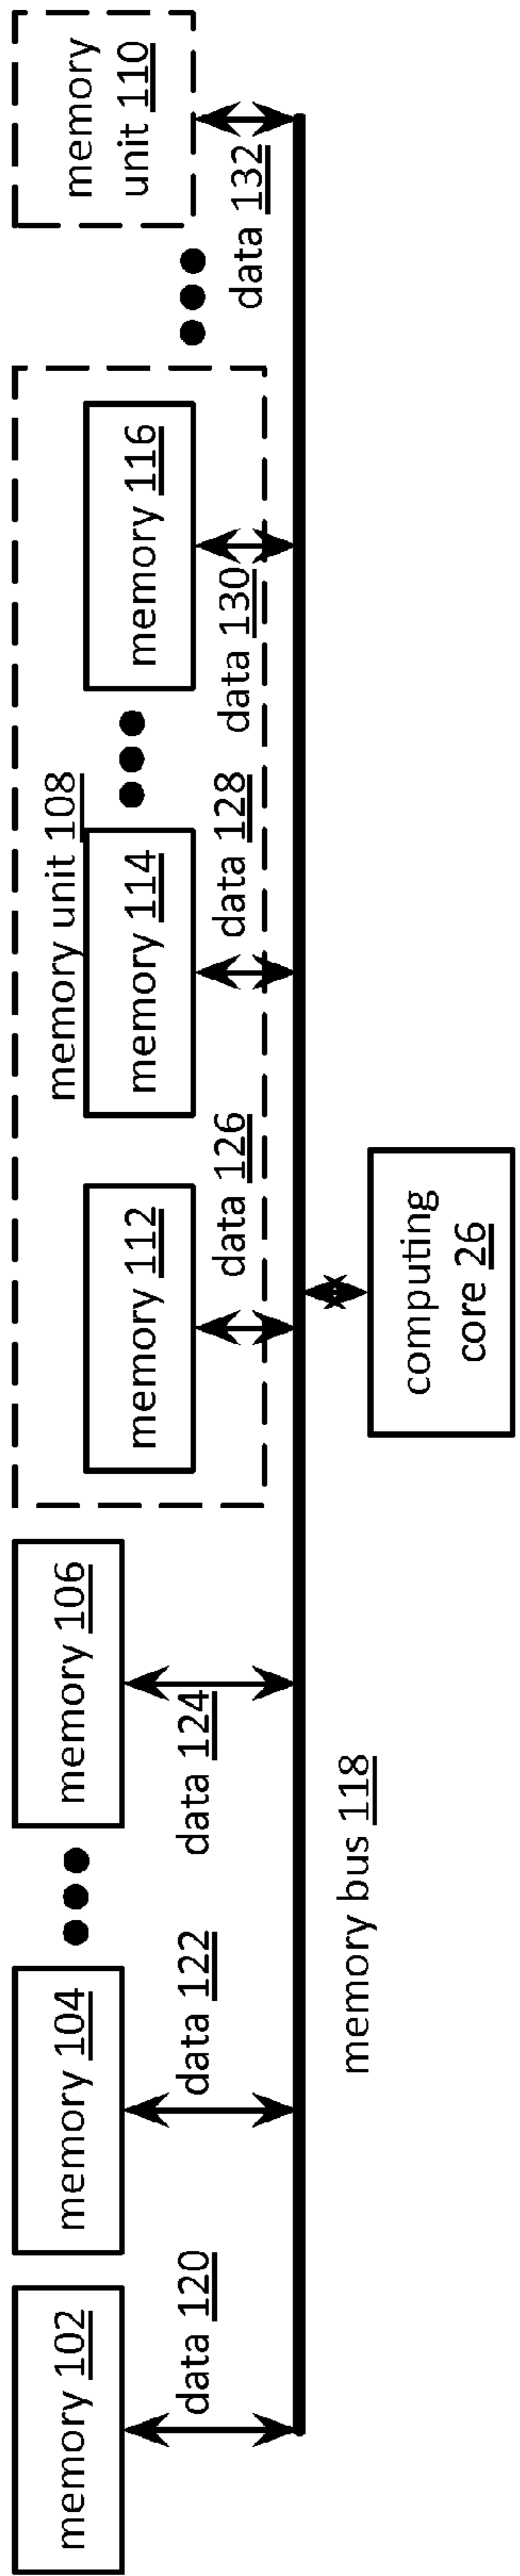 memory 102
memory 104
memory 106
memory unit 108
memory 112
memory 114
memory 116
memory
unit 110
data 120
data 122
data 124
data 126
data 128
data 130
data 132
memory bus 118
computing
core 26